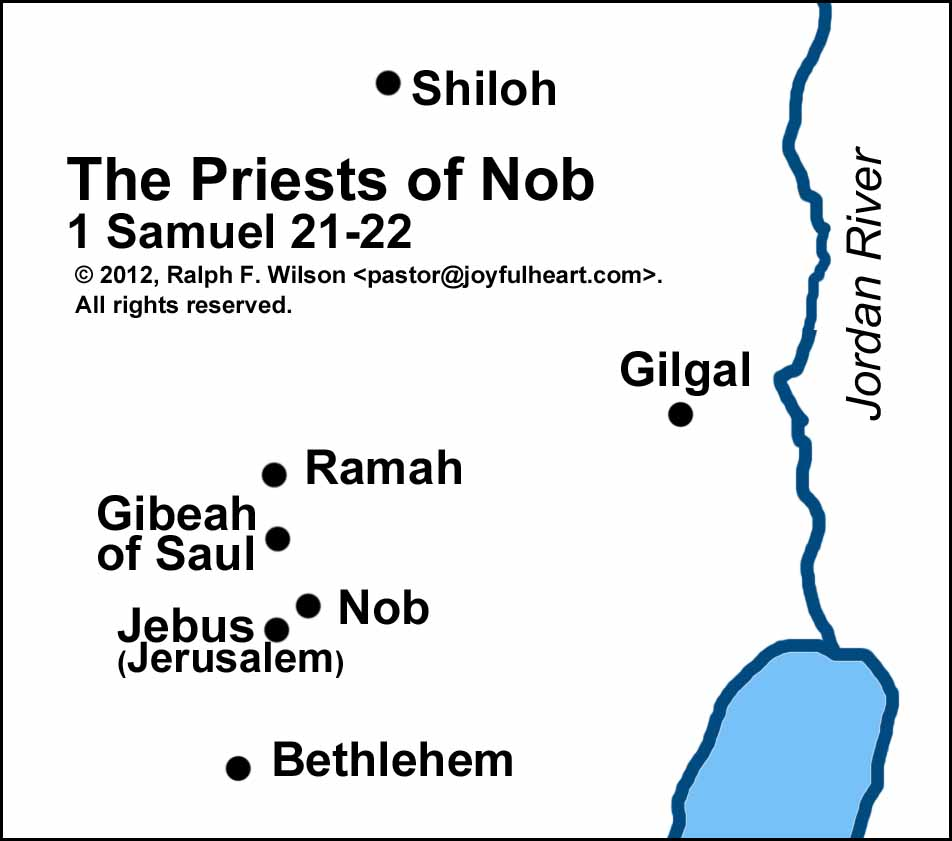 Shiloh
The Priests of Nob
1 Samuel 21-22
© 2012, Ralph F. Wilson <pastor@joyfulheart.com>.
All rights reserved.
Jordan River
Gilgal
Ramah
Gibeah
of Saul
Nob
Jebus
(Jerusalem)
Bethlehem